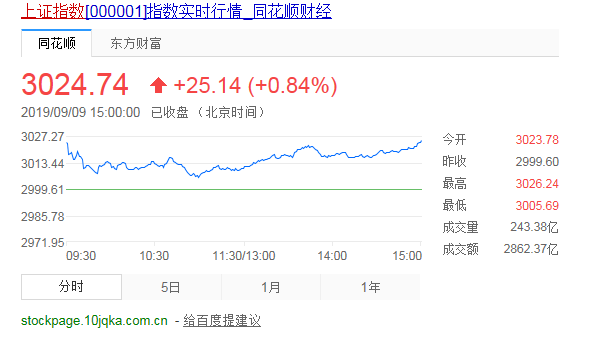 上证指数[000001]指数实时行情_同花顺财经
同花顺 东方财富
3024.74 +25.14 (+0.84%)
2019/09/09 15:00:00 已收盘 （北京时间）
3027.27
3013.44
2999.61
2985.78
2971.95
09:30 10:30 11:30/13:00 14:00 15:00
今开 3023.78
昨收 2999.60
最高 3026.24
最低 3005.69
成交量 243.38亿
成交额 2862.37亿
分时 5日 1月 1年
stockpage.10jqka.com.cn - 给百度提建议